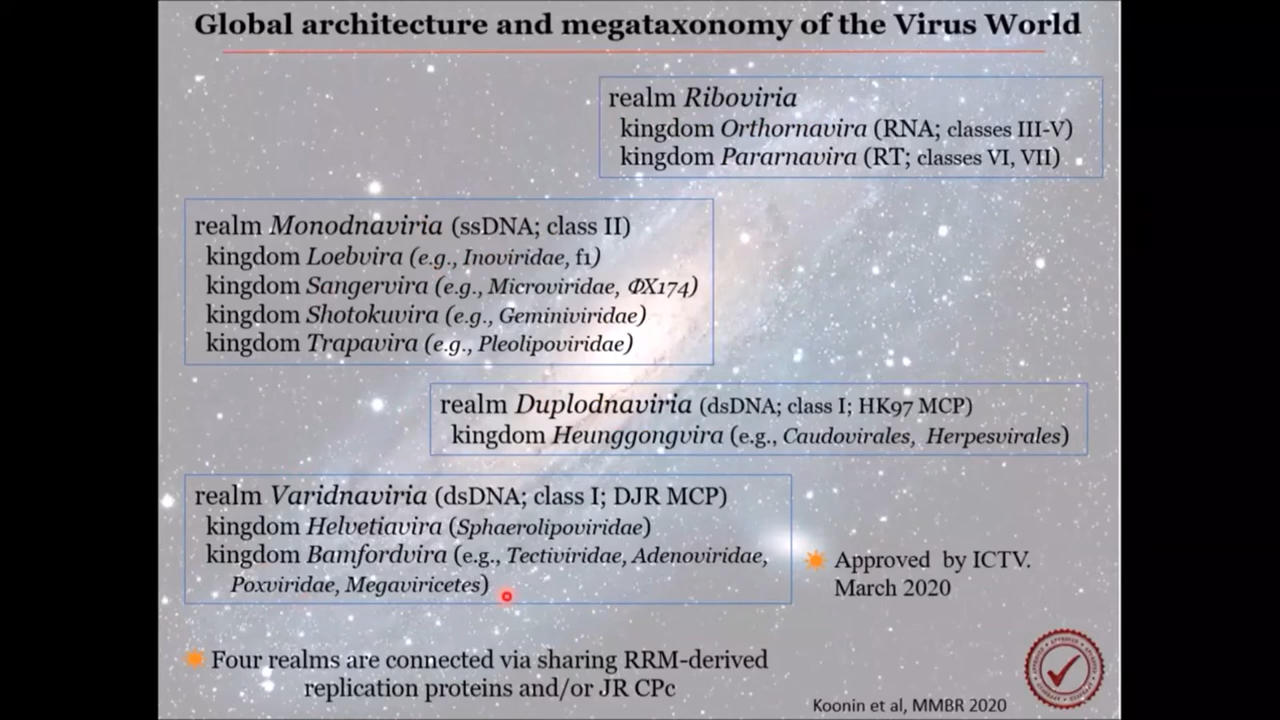 Global architecture and megataxonomy of the Virus World
realm Riboviria
kingdom Orthornavira (RNA; classes III-V)
kingdom Pararnavira (RT; classes VI, VII)
realm Monodnaviria (ssDNA; class II)
kingdom Loebvira (e.g., Inoviridae, f1)
kingdom Sangervira (e.g., Microviridae, ΦX174)
kingdom Shotokuvira (e.g., Geminiviridae)
kingdom Trapavira (e.g., Pleolipoviridae)
realm Duplodnaviria (dsDNA; class I; HK97 MCP)
kingdom Heunggongvira (e.g., Caudovirales, Herpesvirales)
realm Varidnaviria (dsDNA; class I; DJR MCP)
kingdom Helvetiavira (Sphaerolipoviridae)
kingdom Bamfordvira (e.g., Tectiviridae, Adenoviridae,
Poxviridae, Megaviricetes)
Approved by ICTV.
March 2020
Four realms are connected via sharing RRM-derived
replication proteins and/or JR CPc
Koonin et al, MMBR 2020